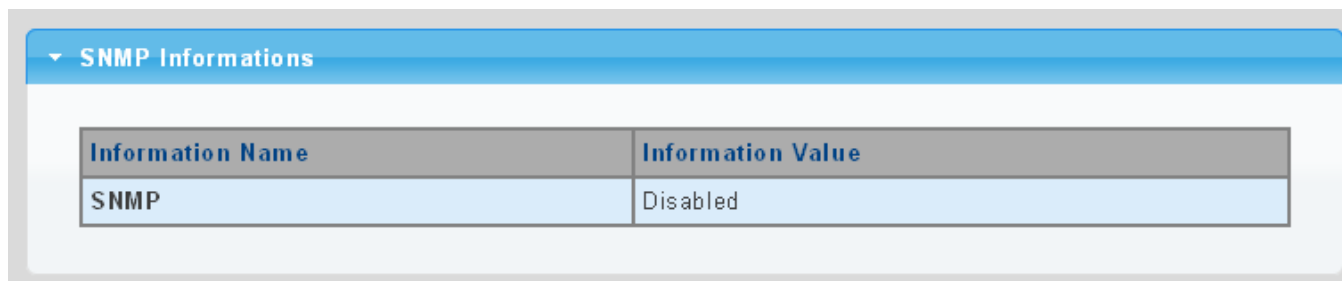 SNMP Informations
Information Name Information Value
SNMP Disabled